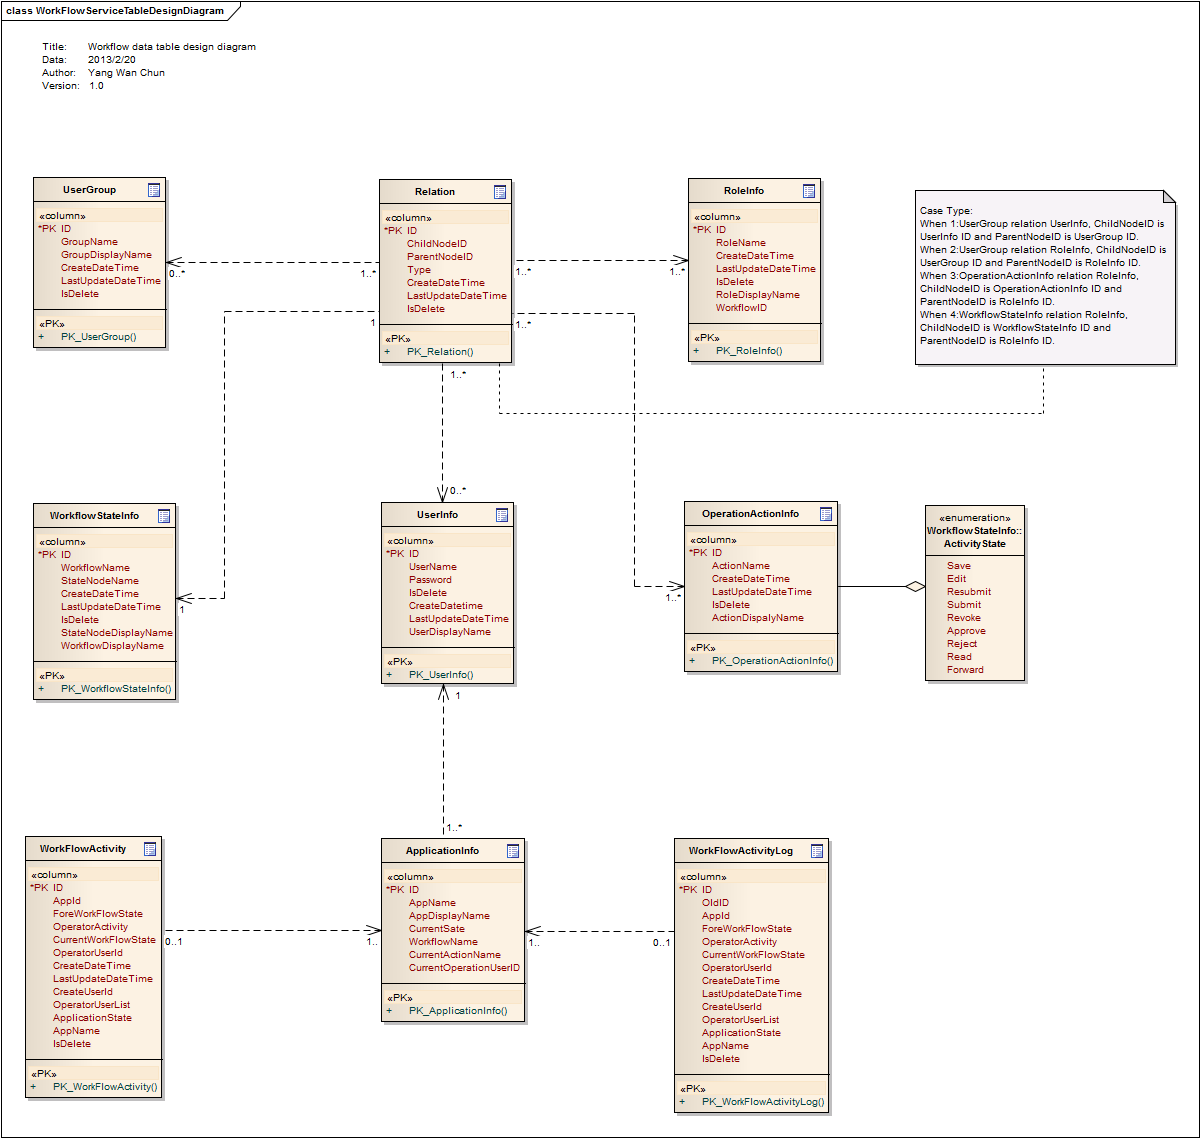 class WorkFlowServiceTableDesignDiagram
Title: Workflow data table design diagram
Data: 2013/2/20
Author: Yang Wan Chun
Version: 1.0
UserGroup
«column»
*PK ID
GroupName
GroupDisplayName
CreateDateTime
LastUpdateDateTime
IsDelete
«PK»
+ PK_UserGroup()
0..*
1..*
1
Relation
«column»
*PK ID
ChildNodeID
ParentNodeID
Type
CreateDateTime
LastUpdateDateTime
IsDelete
«PK»
+ PK_Relation()
1..*
1..*
1..*
1..*
RoleInfo
«column»
*PK ID
RoleName
CreateDateTime
LastUpdateDateTime
IsDelete
RoleDisplayName
WorkflowID
«PK»
+ PK_RoleInfo()
Case Type:
When 1:UserGroup relation UserInfo, ChildNodeID is
UserInfo ID and ParentNodeID is UserGroup ID.
When 2:UserGroup relation RoleInfo, ChildNodeID is
UserGroup ID and ParentNodeID is RoleInfo ID.
When 3:OperationActionInfo relation RoleInfo,
ChildNodeID is OperationActionInfo ID and
ParentNodeID is RoleInfo ID.
When 4:WorkflowStateInfo relation RoleInfo,
ChildNodeID is WorkflowStateInfo ID and
ParentNodeID is RoleInfo ID.
WorkflowStateInfo
«column»
*PK ID
WorkflowName
StateNodeName
CreateDateTime
LastUpdateDateTime
IsDelete
StateNodeDisplayName
WorkflowDisplayName
«PK»
+ PK_WorkflowStateInfo()
1
0..*
UserInfo
«column»
*PK ID
UserName
Password
IsDelete
CreateDatetime
LastUpdateDateTime
UserDisplayName
«PK»
+ PK_UserInfo()
1
1..*
OperationActionInfo
«column»
*PK ID
ActionName
CreateDateTime
LastUpdateDateTime
IsDelete
ActionDispalyName
«PK»
+ PK_OperationActionInfo()
«enumeration»
WorkflowStateInfo::
ActivityState
Save
Edit
Resubmit
Submit
Revoke
Approve
Reject
Read
Forward
WorkFlowActivity
«column»
*PK ID
AppId
ForeWorkFlowState
OperatorActivity
CurrentWorkFlowState
OperatorUserId
CreateDateTime
LastUpdateDateTime
CreateUserId
OperatorUserList
ApplicationState
AppName
IsDelete
«PK»
+ PK_WorkFlowActivity()
0..1
1..
1..*
ApplicationInfo
«column»
*PK ID
AppName
AppDisplayName
CurrentSate
WorkflowName
CurrentActionName
CurrentOperationUserID
«PK»
+ PK_ApplicationInfo()
1..
0..1
WorkFlowActivityLog
«column»
*PK ID
OldID
AppId
ForeWorkFlowState
OperatorActivity
CurrentWorkFlowState
OperatorUserId
CreateDateTime
LastUpdateDateTime
CreateUserId
OperatorUserList
ApplicationState
AppName
IsDelete
«PK»
+ PK_WorkFlowActivityLog()